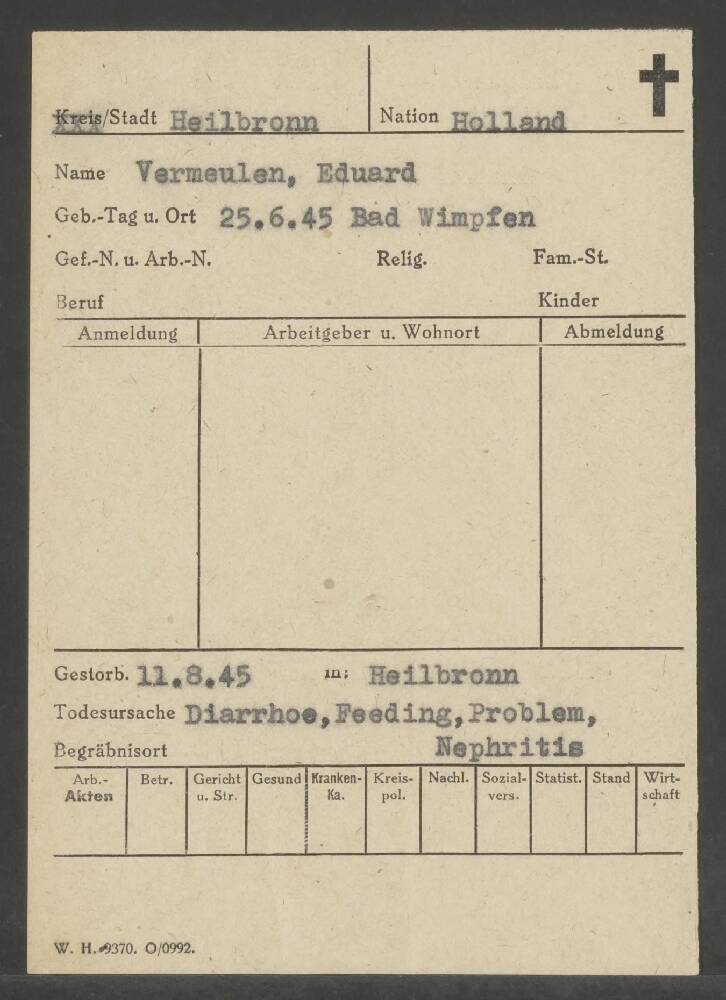 Kreis/Stadt Heilbronn Nation Holland
Name Vermeulen, Eduard
Geb.-Tag u. Ort 25.6.45 Bad Wimpfen
Gef.-N. u. Arb.-N. Relig. Fam.-St.
Beruf Kinder
Anmeldung Arbeitgeber u. Wohnort Abmeldung
Gestorb. 11.8.45 in: Heilbronn
Todesursache Diarrhoe,Feeding,Problem,
Begräbnisort Nephritis
Arb.-Akten Betr. Gericht u. Str. Gesund Kranken-Ka. Kreis-pol. Nachl. Sozial-vers. Statist. Stand Wirt-schaft
W. H. 9370. O/0992.